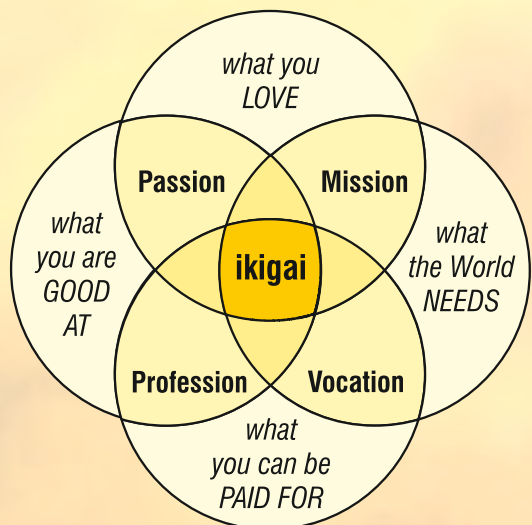 what you
LOVE
Passion
Mission
what
you are
GOOD
AT
ikigai
what
the World
NEEDS
Profession
Vocation
what
you can be
PAID FOR